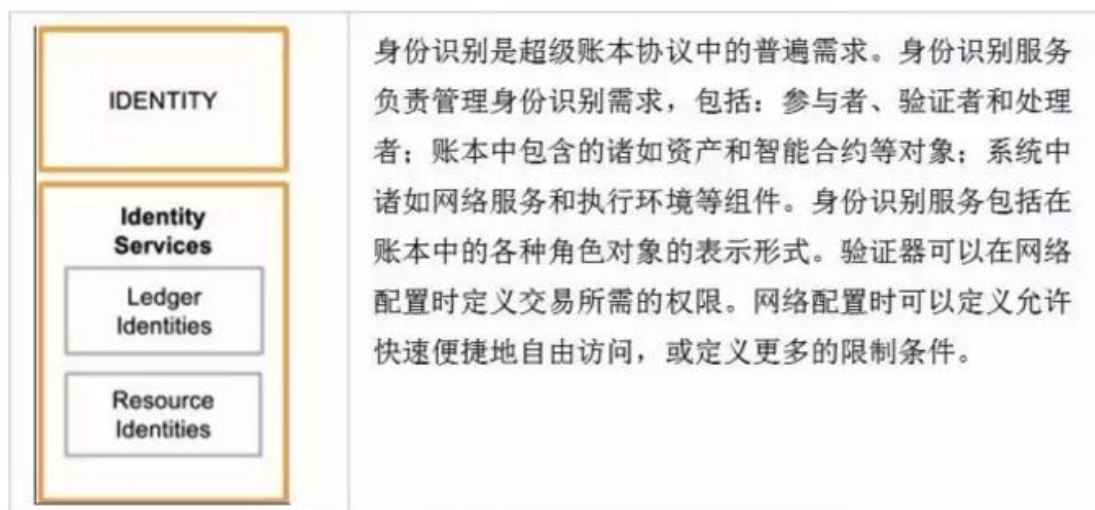 IDENTITY
Identity
Services
Ledger
Identities
Resource
Identities
身份识别是超级账本协议中的普遍需求。身份识别服务
负责管理身份识别需求，包括：参与者、验证者和处理
者；账本中包含的诸如资产和智能合约等对象；系统中
诸如网络服务和执行环境等组件。身份识别服务包括在
账本中的各种角色对象的表示形式。验证器可以在网络
配置时定义交易所需的权限。网络配置时可以定义允许
快速便捷地自由访问，或定义更多的限制条件。